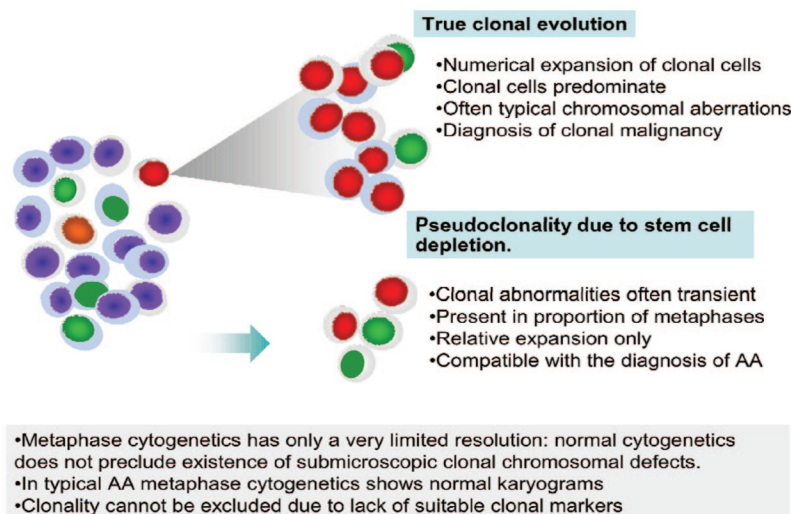 True clonal evolution
•Numerical expansion of clonal cells
•Clonal cells predominate
•Often typical chromosomal aberrations
•Diagnosis of clonal malignancy
Pseudoclonality due to stem cell
depletion.
•Clonal abnormalities often transient
•Present in proportion of metaphases
•Relative expansion only
•Compatible with the diagnosis of AA
•Metaphase cytogenetics has only a very limited resolution: normal cytogenetics
does not preclude existence of submicroscopic clonal chromosomal defects.
•In typical AA metaphase cytogenetics shows normal karyograms
•Clonality cannot be excluded due to lack of suitable clonal markers